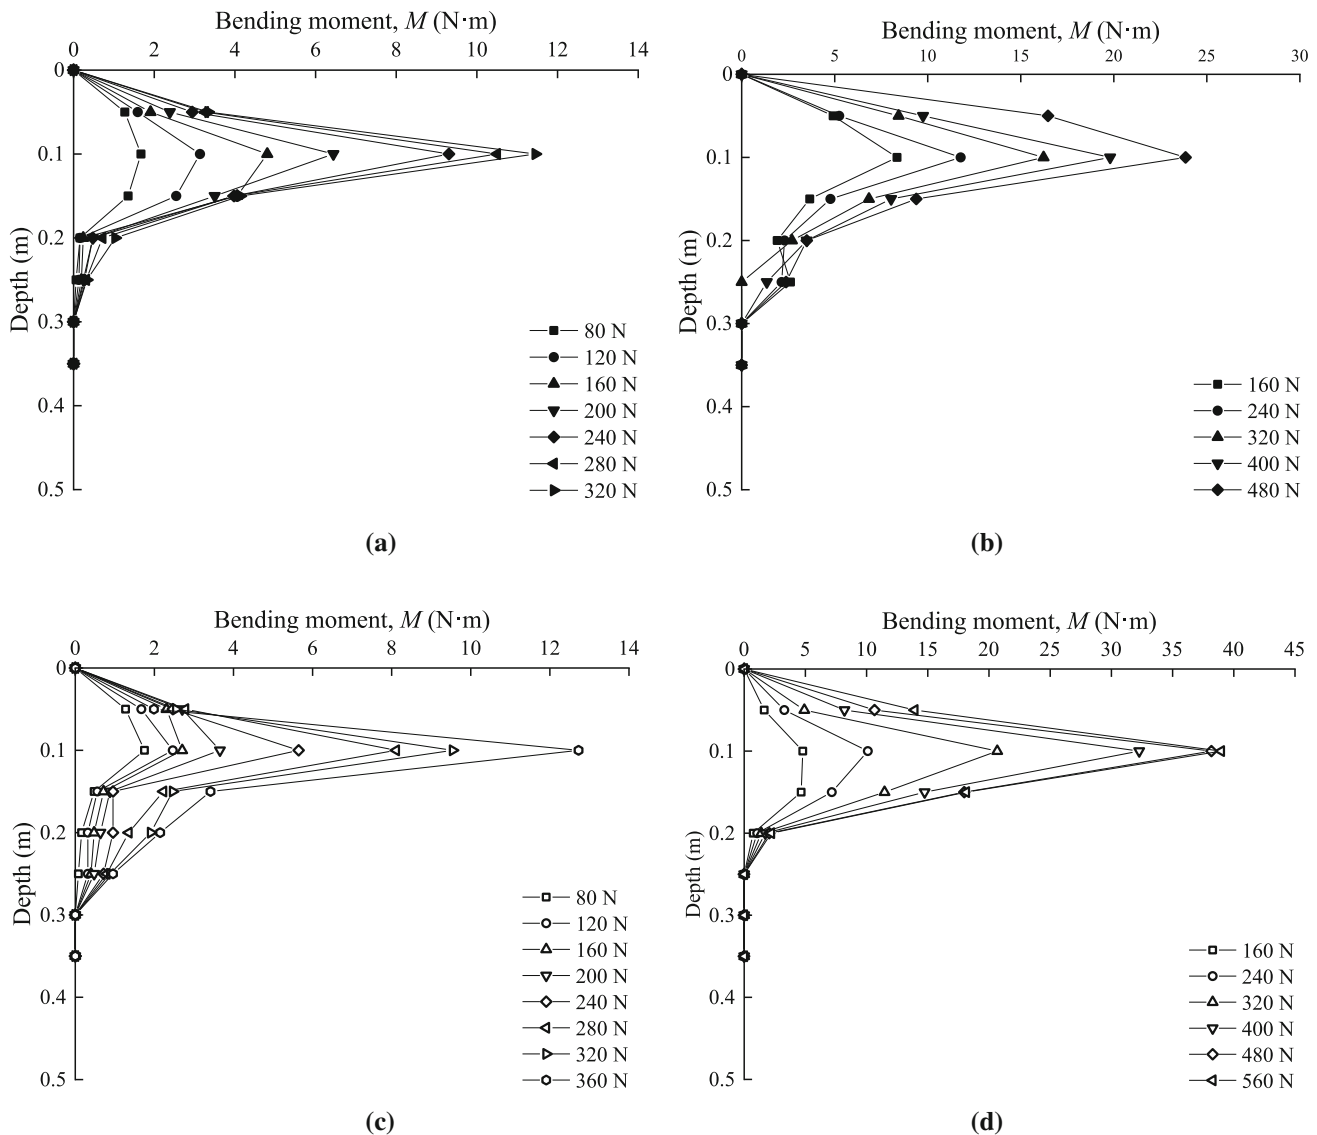 Bending moment, M (N·m)
0 2 4 6 8 10 12 14
0
0.1
0.2
0.3
0.4
0.5
Depth (m)
80 N
120 N
160 N
200 N
240 N
280 N
320 N
(a)
Bending moment, M (N·m)
0 5 10 15 20 25 30
0
0.1
0.2
0.3
0.4
0.5
Depth (m)
160 N
240 N
320 N
400 N
480 N
(b)
Bending moment, M (N·m)
0 2 4 6 8 10 12 14
0
0.1
0.2
0.3
0.4
0.5
Depth (m)
80 N
120 N
160 N
200 N
240 N
280 N
320 N
360 N
(c)
Bending moment, M (N·m)
0 5 10 15 20 25 30 35 40 45
0
0.1
0.2
0.3
0.4
0.5
Depth (m)
160 N
240 N
320 N
400 N
480 N
560 N
(d)